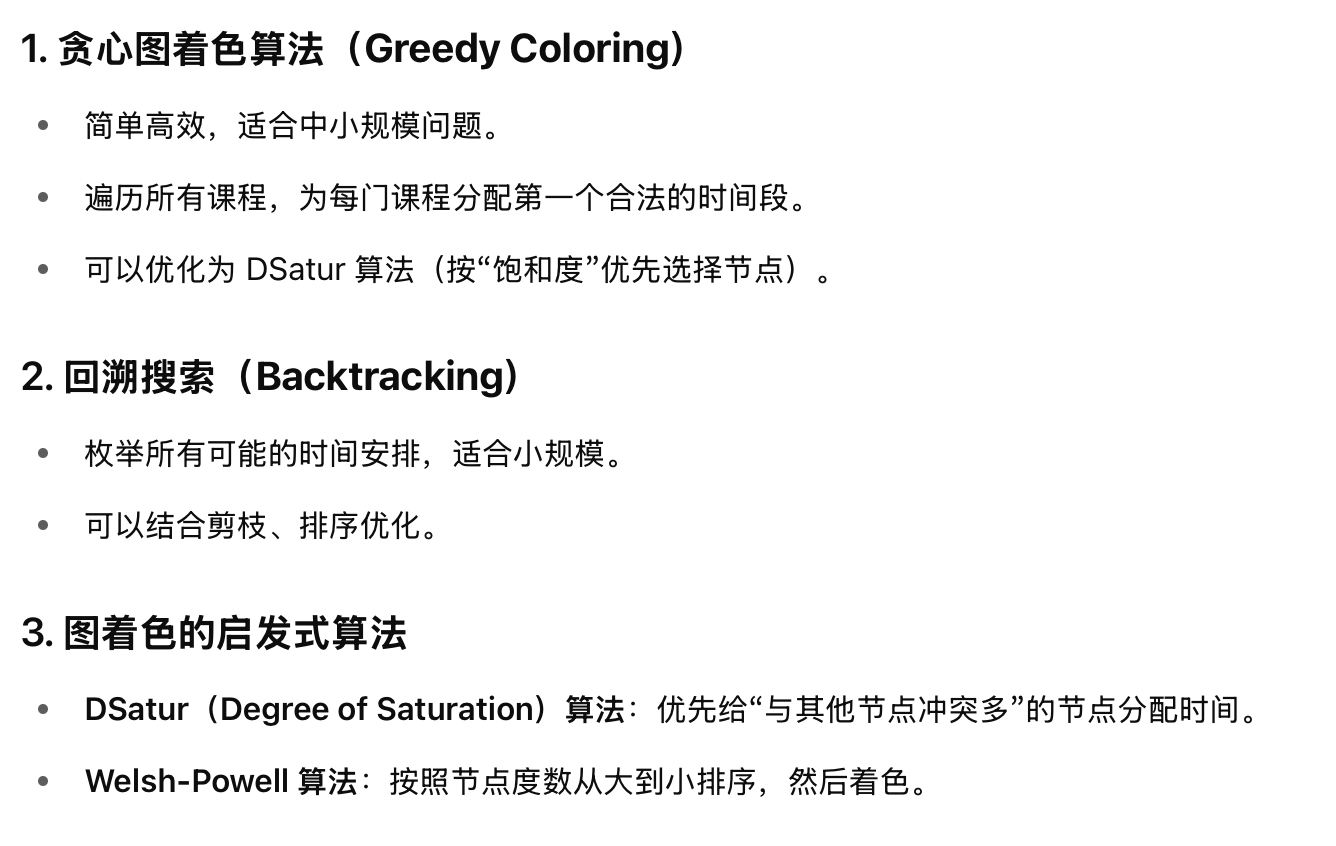 1. 贪心图着色算法（Greedy Coloring）
• 简单高效，适合中小规模问题。
• 遍历所有课程，为每门课程分配第一个合法的时间段。
• 可以优化为 DSatur 算法（按“饱和度”优先选择节点）。
2. 回溯搜索（Backtracking）
• 枚举所有可能的时间安排，适合小规模。
• 可以结合剪枝、排序优化。
3. 图着色的启发式算法
• DSatur（Degree of Saturation）算法：优先给“与其他节点冲突多”的节点分配时间。
• Welsh-Powell 算法：按照节点度数从大到小排序，然后着色。